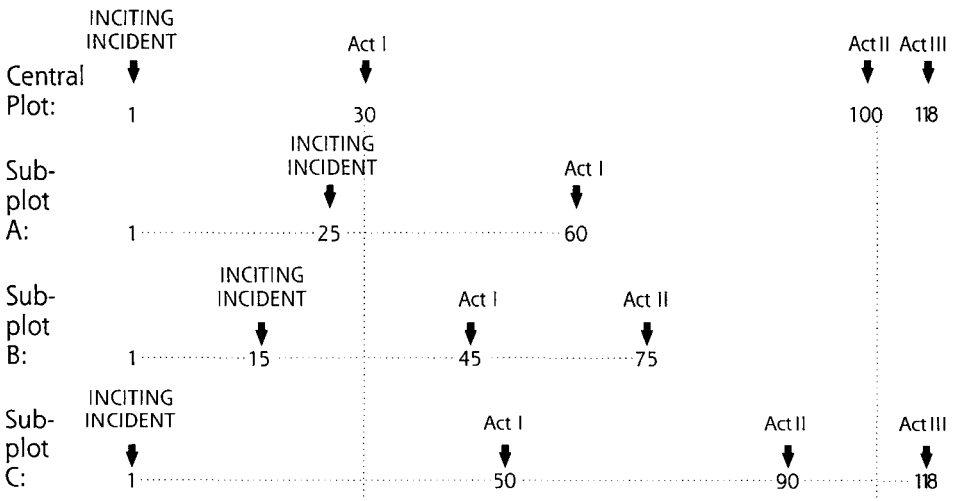 INCITING
INCIDENT Act I Act II Act III
Central
Plot:
1 30 100 118
INCITING
INCIDENT Act I
Sub-
plot
A:
1 25 60
INCITING
INCIDENT Act I Act II
Sub-
plot
B:
1 15 45 75
INCITING
INCIDENT Act I Act II Act III
Sub-
plot
C:
1 50 90 118